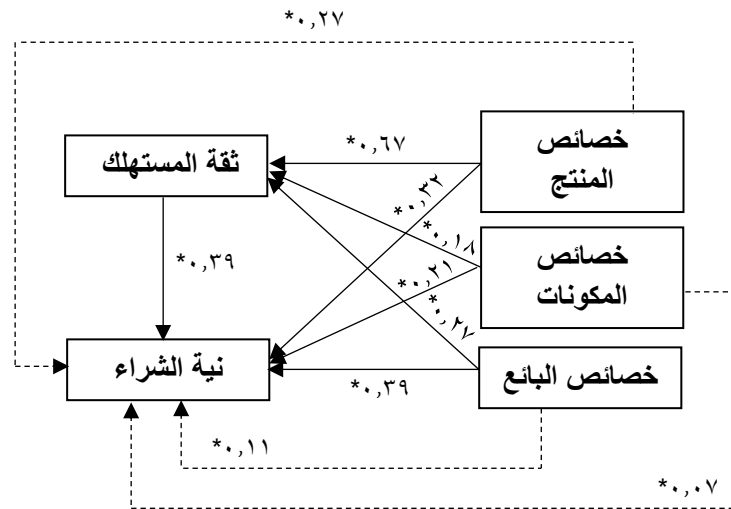 *٠,٢٧
خصائص
المنتج
*٠,٦٧
ثقة المستهلك
*٠,٣٢
*٠,١٨
خصائص
المكونات
*٠,٣٩
*٠,٢١
*٠,٢٧
خصائص البائع
*٠,٣٩
نية الشراء
*٠,١١
*٠,٠٧